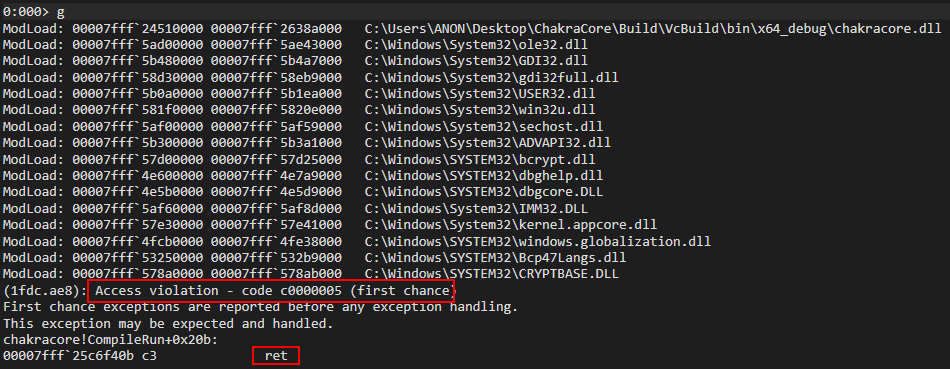 0:000> g
ModLoad: 00007fff`24510000 00007fff`2638a000   C:\Users\ANON\Desktop\ChakraCore\Build\VcBuild\bin\x64_debug\chakracore.dll
ModLoad: 00007fff`5ad00000 00007fff`5ae43000   C:\Windows\System32\ole32.dll
ModLoad: 00007fff`5b480000 00007fff`5b4a7000   C:\Windows\System32\GDI32.dll
ModLoad: 00007fff`58d30000 00007fff`58eb9000   C:\Windows\System32\gdi32full.dll
ModLoad: 00007fff`5b0a0000 00007fff`5b1ea000   C:\Windows\System32\USER32.dll
ModLoad: 00007fff`581f0000 00007fff`5820e000   C:\Windows\System32\win32u.dll
ModLoad: 00007fff`5af00000 00007fff`5af59000   C:\Windows\System32\sechost.dll
ModLoad: 00007fff`5b300000 00007fff`5b3a1000   C:\Windows\System32\ADVAPI32.dll
ModLoad: 00007fff`57d00000 00007fff`57d25000   C:\Windows\SYSTEM32\bcrypt.dll
ModLoad: 00007fff`4e600000 00007fff`4e7a9000   C:\Windows\SYSTEM32\dbghelp.dll
ModLoad: 00007fff`4e5b0000 00007fff`4e5d9000   C:\Windows\SYSTEM32\dbgcore.DLL
ModLoad: 00007fff`5af60000 00007fff`5af8d000   C:\Windows\System32\IMM32.DLL
ModLoad: 00007fff`57e30000 00007fff`57e41000   C:\Windows\System32\kernel.appcore.dll
ModLoad: 00007fff`4fcb0000 00007fff`4fe38000   C:\Windows\SYSTEM32\windows.globalization.dll
ModLoad: 00007fff`53250000 00007fff`532b9000   C:\Windows\SYSTEM32\Bcp47Langs.dll
ModLoad: 00007fff`578a0000 00007fff`578ab000   C:\Windows\SYSTEM32\CRYPTBASE.DLL
(1fdc.ae8): Access violation - code c0000005 (first chance)
First chance exceptions are reported before any exception handling.
This exception may be expected and handled.
chakracore!CompileRun+0x20b:
00007fff`25c6f40b c3              ret